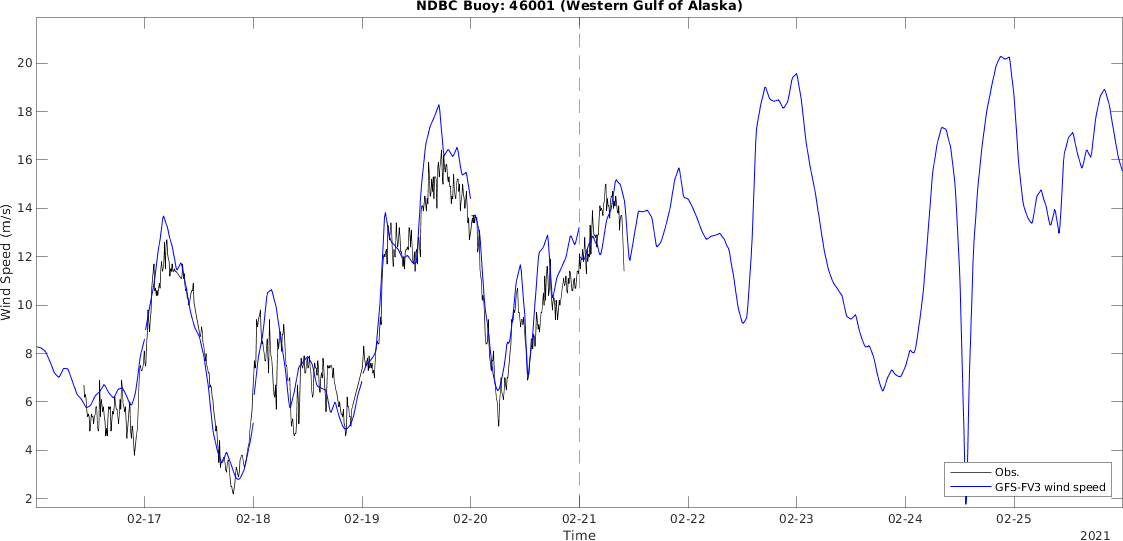 NDBC Buoy: 46001 (Western Gulf of Alaska)
Wind Speed (m/s)
20
18
16
14
12
10
8
6
4
2
Obs.
GFS-FV3 wind speed
02-17 02-18 02-19 02-20 02-21 02-22 02-23 02-24 02-25
Time
2021